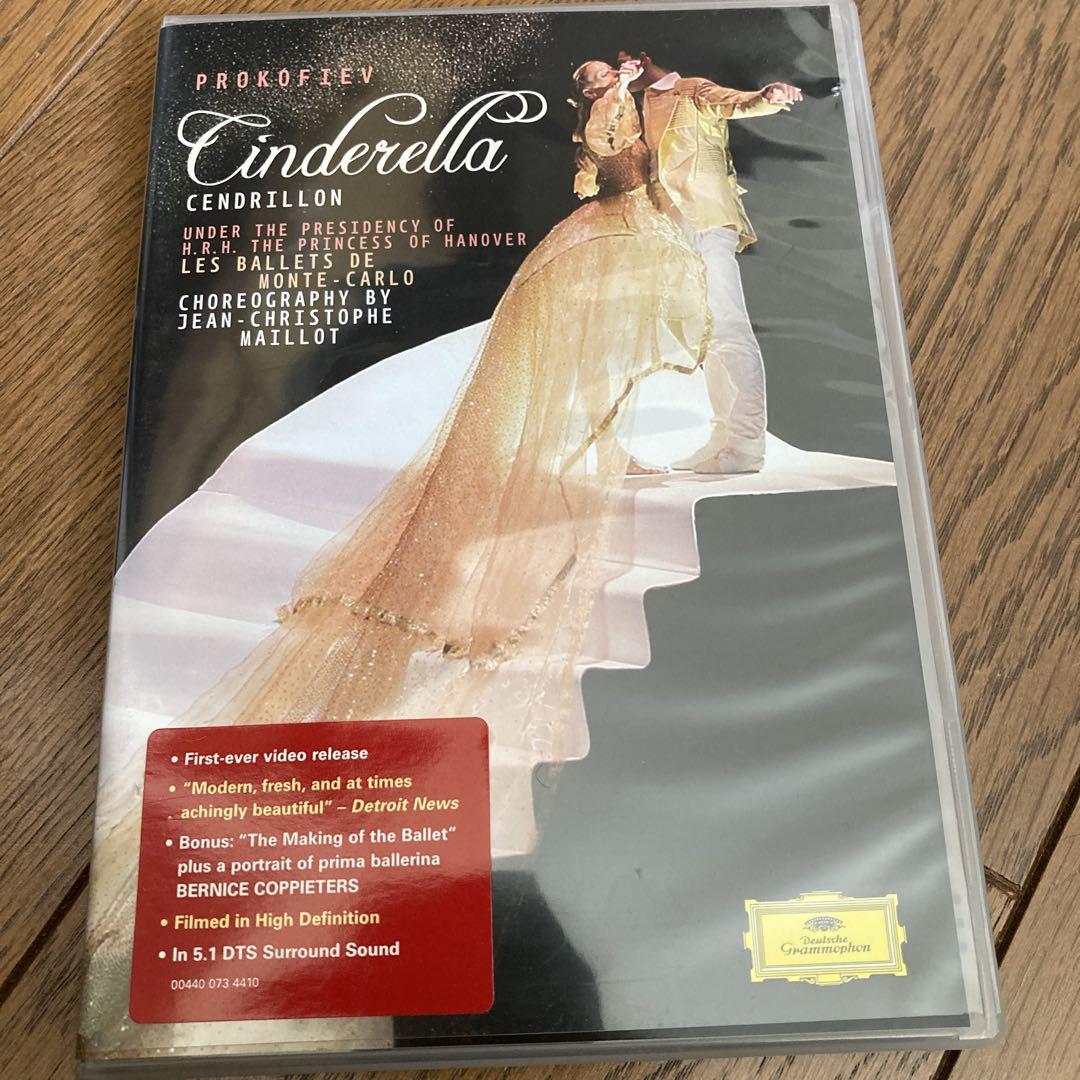 PROKOFIEV
Cinderella
CENDRILLON
UNDER THE PRESIDENCY OF
H.R.H. THE PRINCESS OF HANOVER
LES BALLETS DE
MONTE-CARLO
CHOREOGRAPHY BY
JEAN-CHRISTOPHE
MAILLOT
• First-ever video release
• "Modern, fresh, and at times
achingly beautiful" – Detroit News
• Bonus: "The Making of the Ballet"
plus a portrait of prima ballerina
BERNICE COPPIETERS
• Filmed in High Definition
• In 5.1 DTS Surround Sound
00440 073 4410
Deutsche
Grammophon